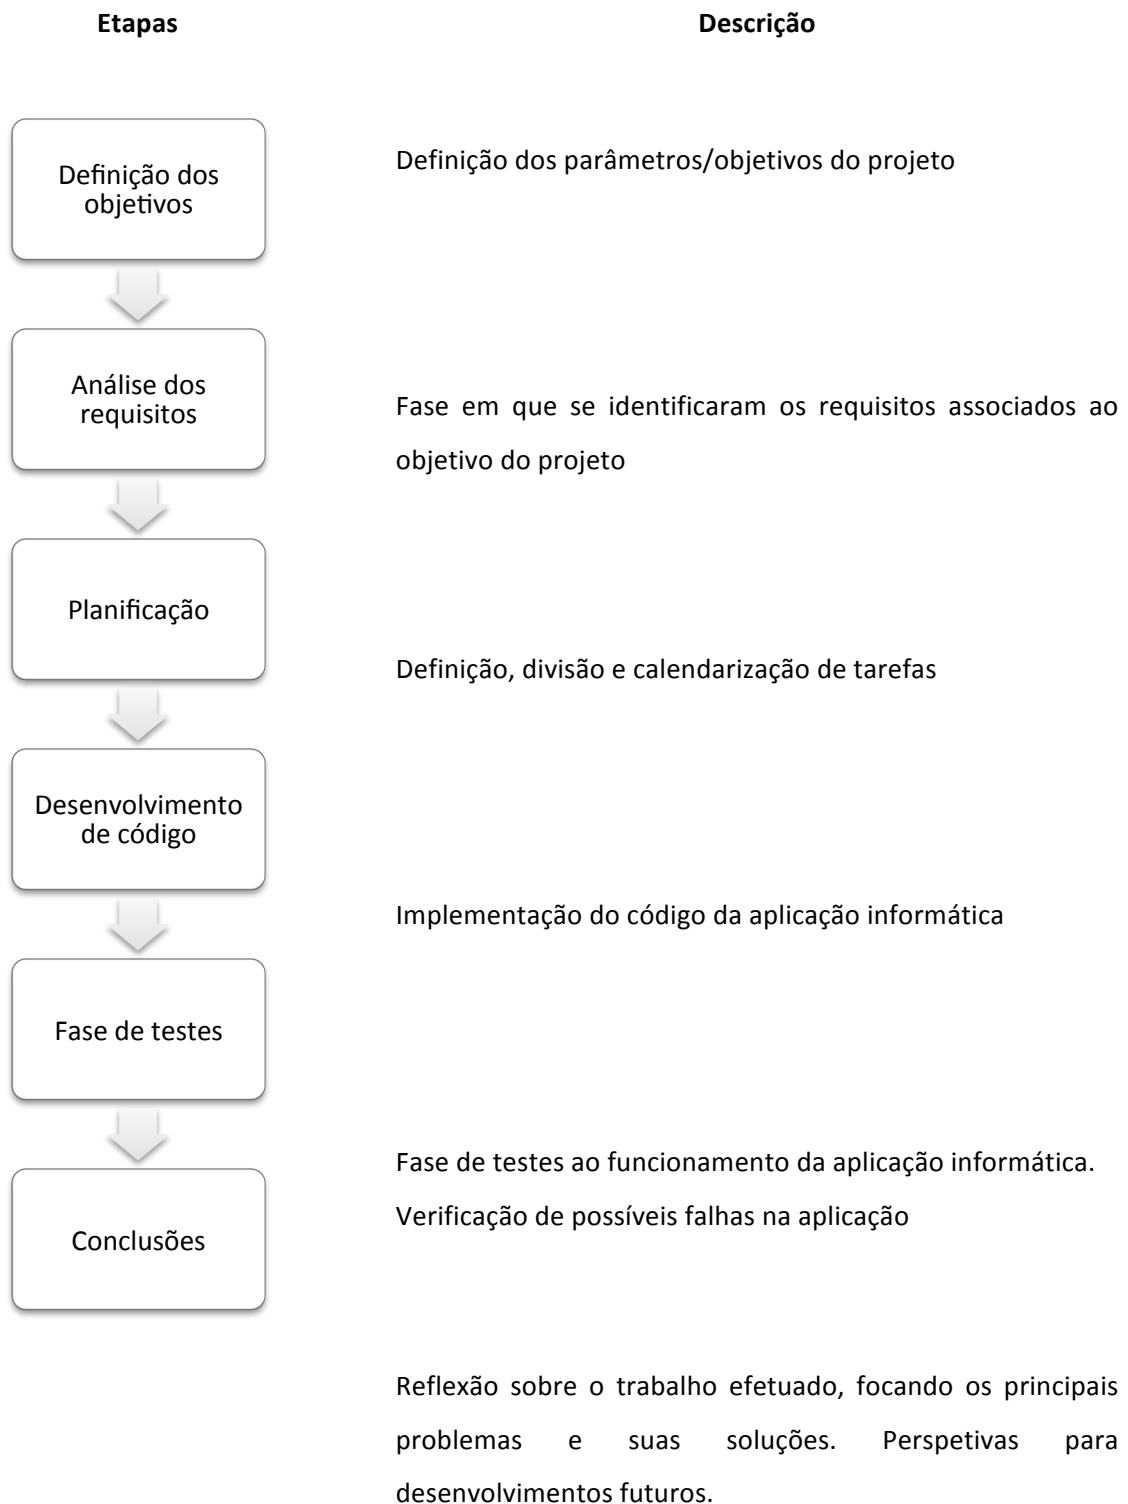 Etapas
Descrição
Definição dos
objetivos
Definição dos parâmetros/objetivos do projeto
Análise dos
requisitos
Fase em que se identificaram os requisitos associados ao
objetivo do projeto
Planificação
Definição, divisão e calendarização de tarefas
Desenvolvimento
de código
Implementação do código da aplicação informática
Fase de testes
Fase de testes ao funcionamento da aplicação informática.
Verificação de possíveis falhas na aplicação
Conclusões
Reflexão sobre o trabalho efetuado, focando os principais
problemas e suas soluções. Perspetivas para
desenvolvimentos futuros.